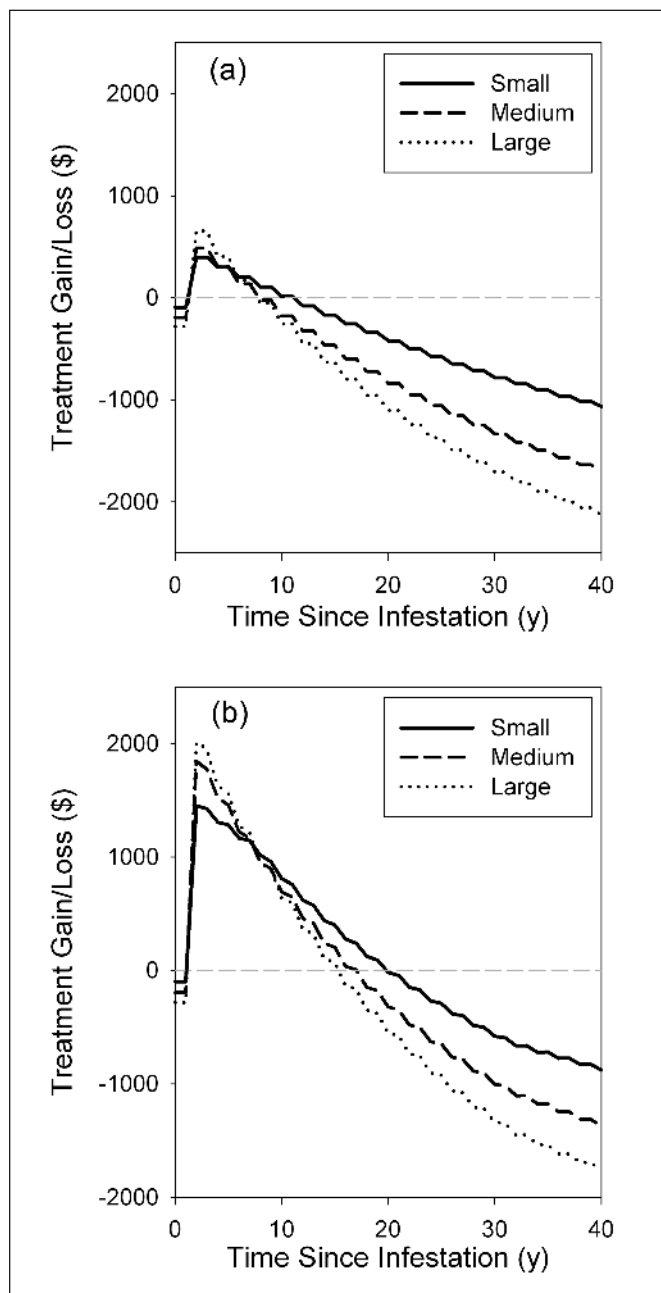 (a)
Small
Medium
Large
2000
1000
0
-1000
-2000
Treatment Gain/Loss ($)
0 10 20 30 40
Time Since Infestation (y)
(b)
Small
Medium
Large
2000
1000
0
-1000
-2000
Treatment Gain/Loss ($)
0 10 20 30 40
Time Since Infestation (y)